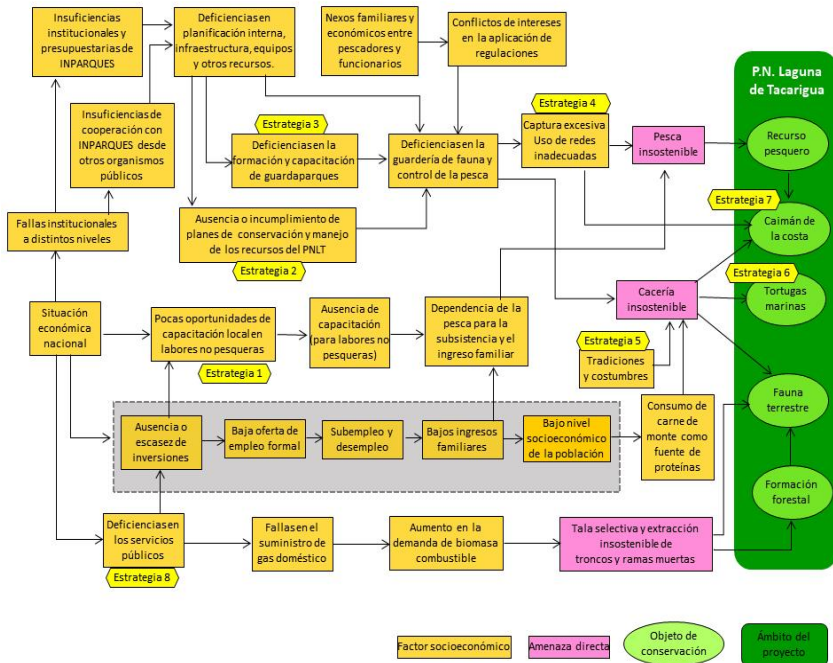 Insuficiencias
institucionales y
presupuestarias de
INPARQUES
Deficiencias en
planificación interna,
infraestructura, equipos
y otros recursos.
Nexos familiares y
económicos entre
pescadores y
funcionarios
Conflictos de intereses
en la aplicación de
regulaciones
P.N. Laguna
de Tacarigua
Insuficiencias de
cooperación con
INPARQUES desde
otros organismos
públicos
Estrategia 3
Deficiencias en la
formación y capacitación
de guardaparques
Deficiencias en la
guardería de fauna y
control de la pesca
Estrategia 4
Captura excesiva
Uso de redes
inadecuadas
Pesca
insostenible
Recurso
pesquero
Fallas institucionales
a distintos niveles
Ausencia o incumplimiento de
planes de conservación y manejo
de los recursos del PNLT
Estrategia 2
Estrategia 7
Caimán de
la costa
Situación
económica
nacional
Pocas oportunidades de
capacitación local en
labores no pesqueras
Estrategia 1
Ausencia de
capacitación
(para labores no
pesqueras)
Dependencia de la
pesca para la
subsistencia y el
ingreso familiar
Cacería
insostenible
Estrategia 6
Tortugas
marinas
Estrategia 5
Tradiciones
y costumbres
Ausencia o
escasez de
inversiones
Baja oferta de
empleo formal
Subempleo y
desempleo
Bajos ingresos
familiares
Bajo nivel
socioeconómico
de la población
Consumo de
carne de
monte como
fuente de
proteínas
Fauna
terrestre
Formación
forestal
Deficiencias en
los servicios
públicos
Estrategia 8
Fallas en el
suministro de
gas doméstico
Aumento en la
demanda de biomasa
combustible
Tala selectiva y extracción
insostenible de
troncos y ramas muertas
Factor socioeconómico
Amenaza directa
Objeto de
conservación
Ámbito del
proyecto